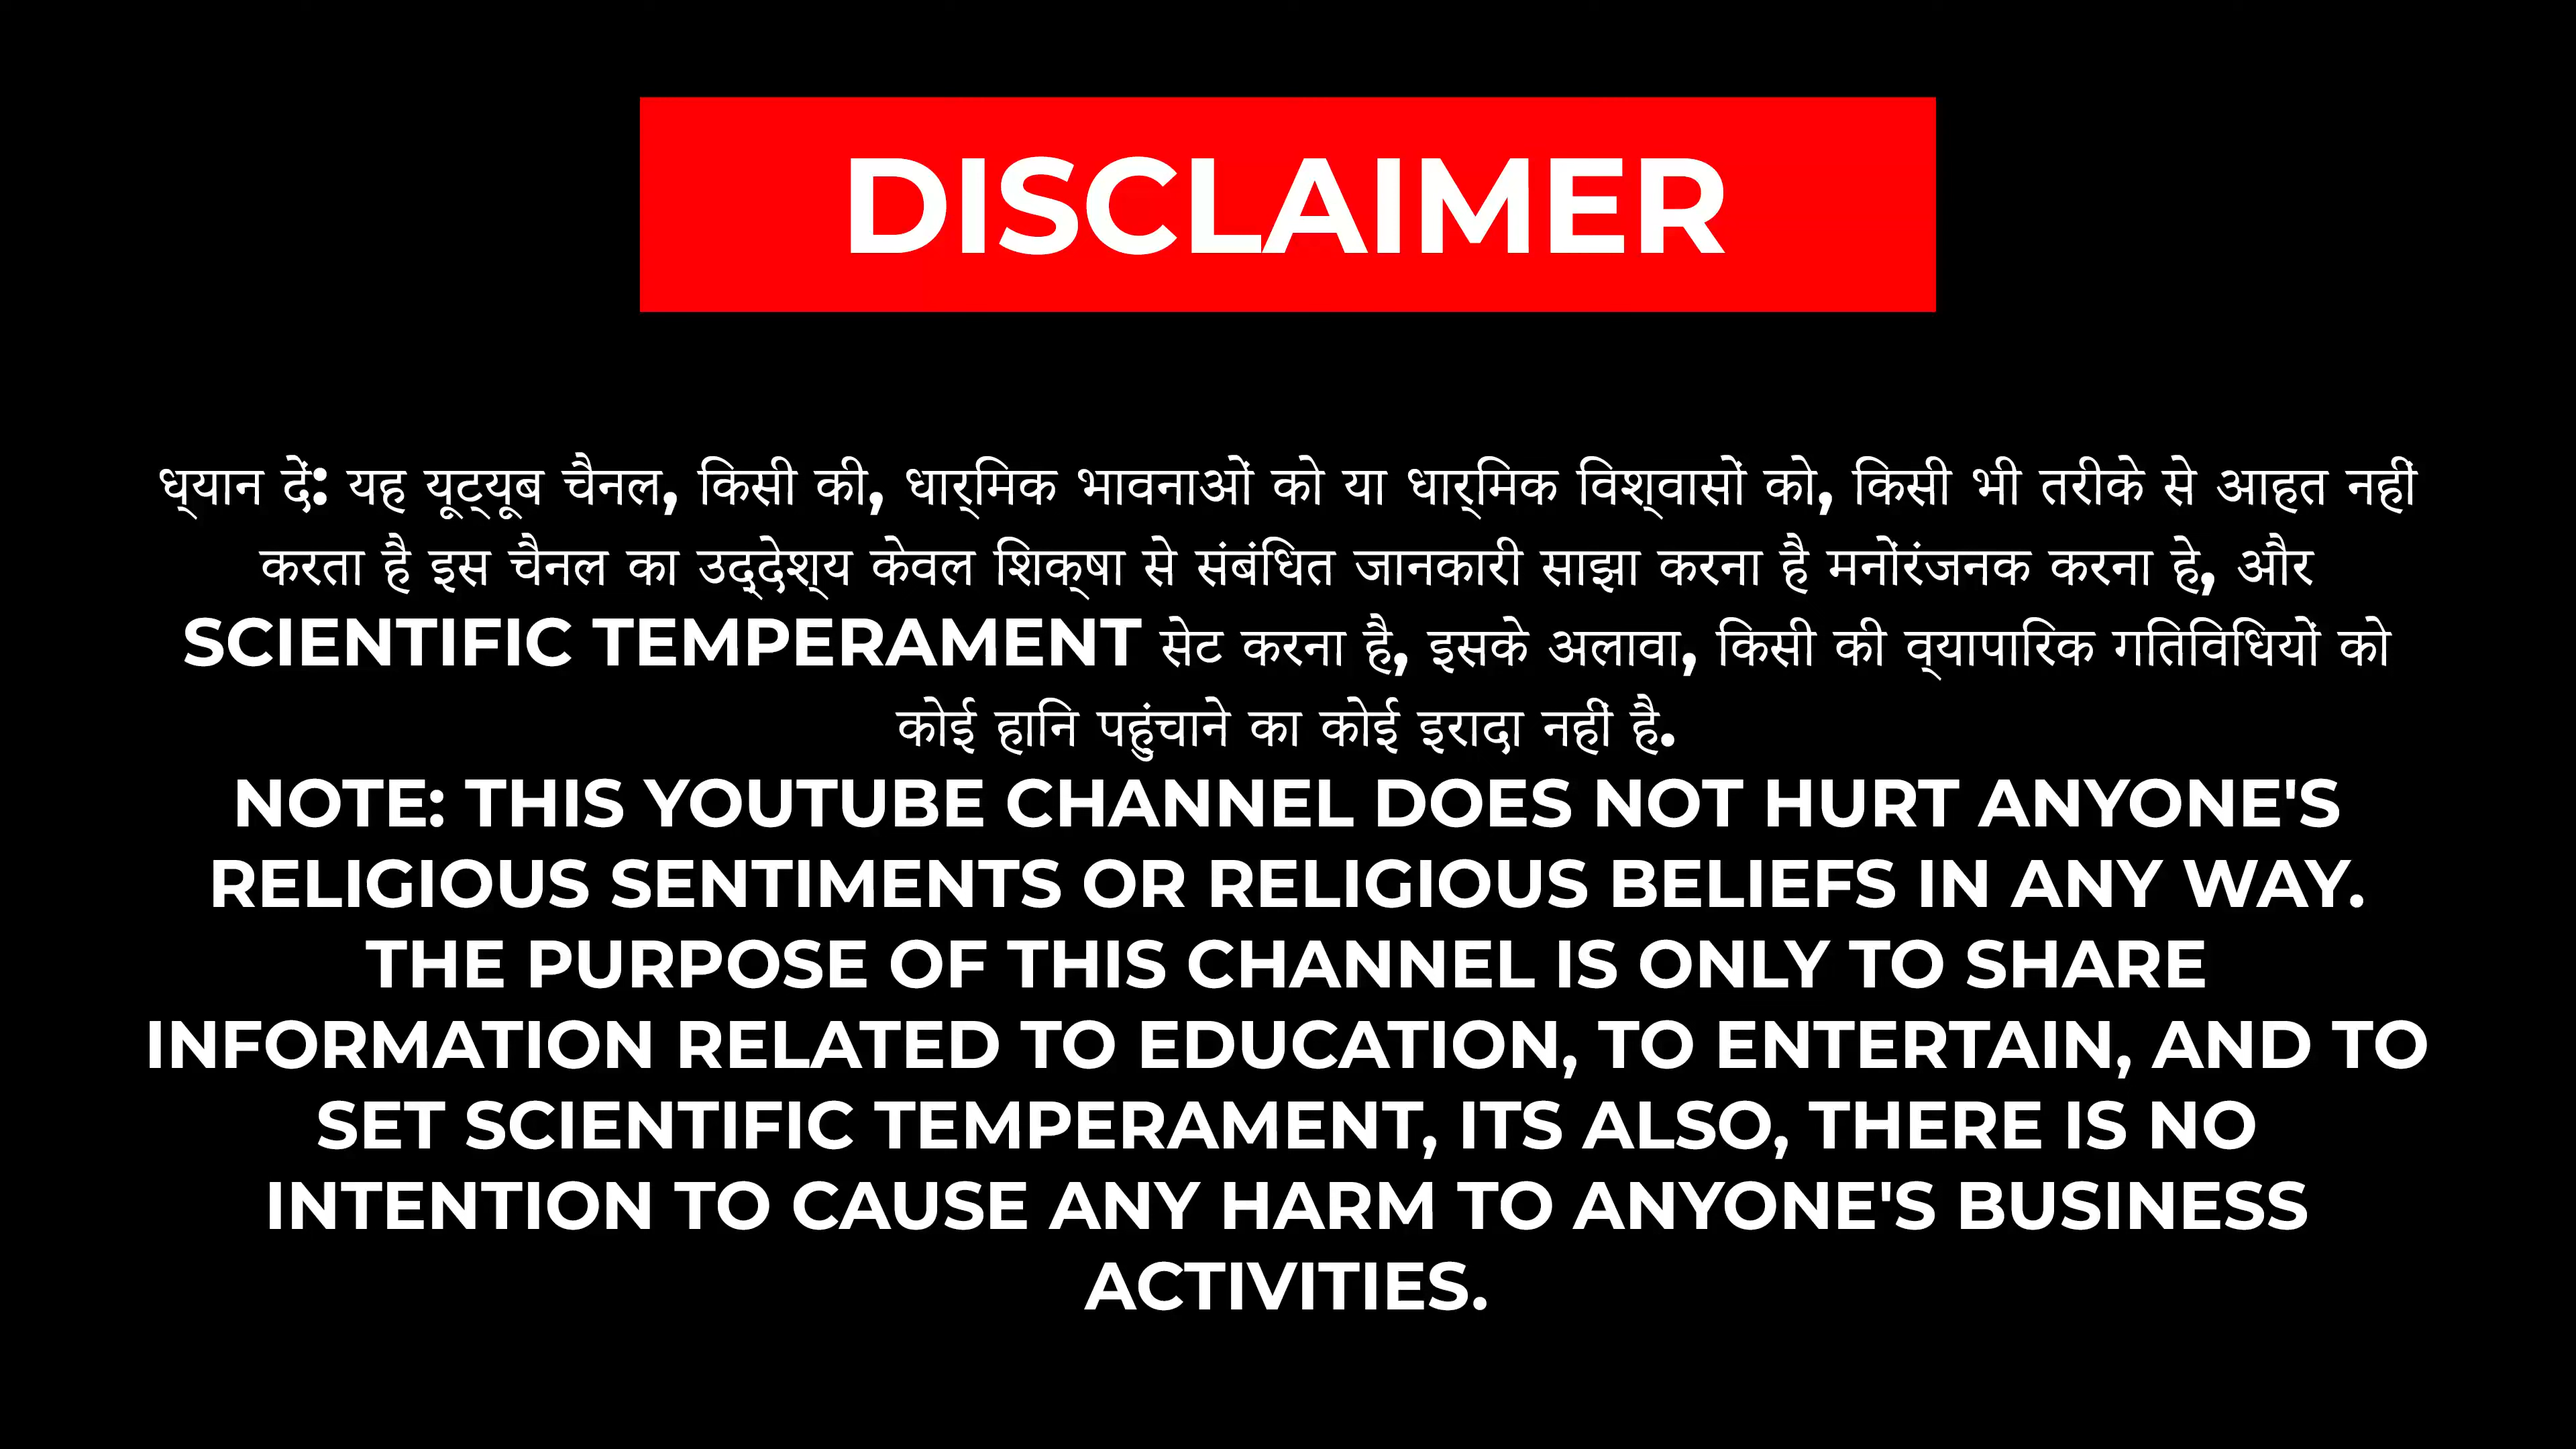 DISCLAIMER
ध्‌यान दें: यह यूट्‌यूब चैनल, किसी की, धार्‌मिक भावनाओं को या धार्‌मिक विश्‌वासों को, किसी भी तरीके से आहत नहीं
करता है इस चैनल का उद्‌देश्‌य केवल शिक्‌षा से संबंधित जानकारी साझा करना है मनोंरंजनक करना हे, और
SCIENTIFIC TEMPERAMENT सेट करना है, इसके अलावा, किसी की व्‌यापारिक गतिविधियों को
कोई हानि पहुंचाने का कोई इरादा नहीं है.
NOTE: THIS YOUTUBE CHANNEL DOES NOT HURT ANYONE'S
RELIGIOUS SENTIMENTS OR RELIGIOUS BELIEFS IN ANY WAY.
THE PURPOSE OF THIS CHANNEL IS ONLY TO SHARE
INFORMATION RELATED TO EDUCATION, TO ENTERTAIN, AND TO
SET SCIENTIFIC TEMPERAMENT, ITS ALSO, THERE IS NO
INTENTION TO CAUSE ANY HARM TO ANYONE'S BUSINESS
ACTIVITIES.